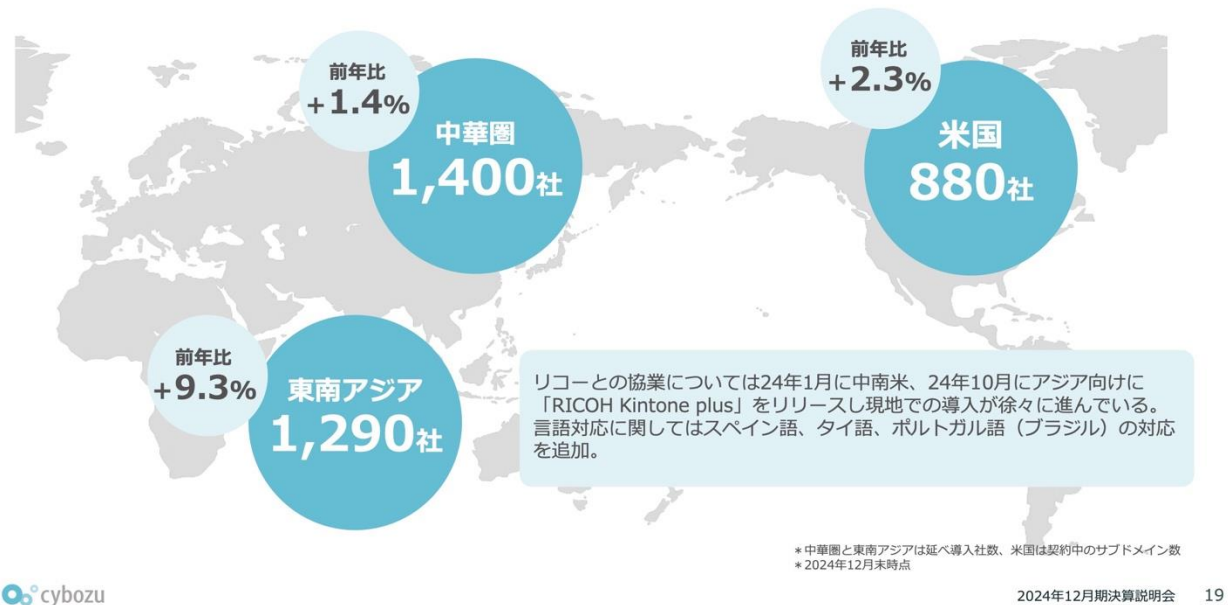 前年比
+1.4%
中華圏
1,400社
前年比
+2.3%
米国
880社
前年比
+9.3%
東南アジア
1,290社
リコーとの協業については24年1月に中南米、24年10月にアジア向けに
「RICOH Kintone plus」をリリースし現地での導入が徐々に進んでいる。
言語対応に関してはスペイン語、タイ語、ポルトガル語（ブラジル）の対応
を追加。
＊中華圏と東南アジアは延べ導入社数、米国は契約中のサブドメイン数
＊2024年12月末時点
cybozu
2024年12月期決算説明会 19